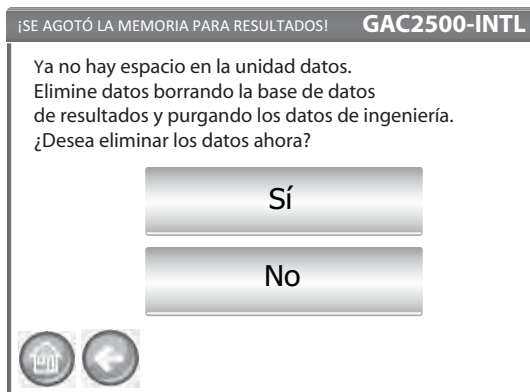 ¡SE AGOTÓ LA MEMORIA PARA RESULTADOS! GAC2500-INTL
Ya no hay espacio en la unidad datos.
Elimine datos borrando la base de datos
de resultados y purgando los datos de ingeniería.
¿Desea eliminar los datos ahora?
Sí
No